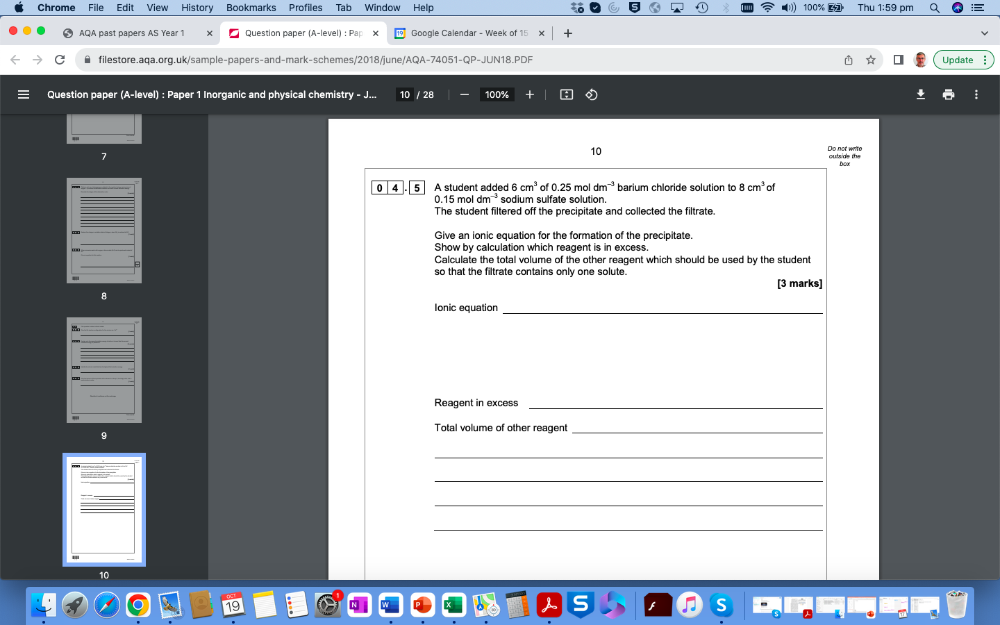 Chrome File Edit View History Bookmarks Profiles Tab Window Help 100% Thu 1:59 pm
AQA past papers AS Year 1 Question paper (A-level) : Pap Google Calendar - Week of 15
filestore.aqa.org.uk/sample-papers-and-mark-schemes/2018/june/AQA-74051-QP-JUN18.PDF Update
Question paper (A-level) : Paper 1 Inorganic and physical chemistry - J... 10 / 28 100%
7
8
9
10
10
Do not write
outside the
box
0 4 . 5 A student added 6 cm³ of 0.25 mol dm⁻³ barium chloride solution to 8 cm³ of
0.15 mol dm⁻³ sodium sulfate solution.
The student filtered off the precipitate and collected the filtrate.
Give an ionic equation for the formation of the precipitate.
Show by calculation which reagent is in excess.
Calculate the total volume of the other reagent which should be used by the student
so that the filtrate contains only one solute.
[3 marks]
Ionic equation
Reagent in excess
Total volume of other reagent
OCT
19
1